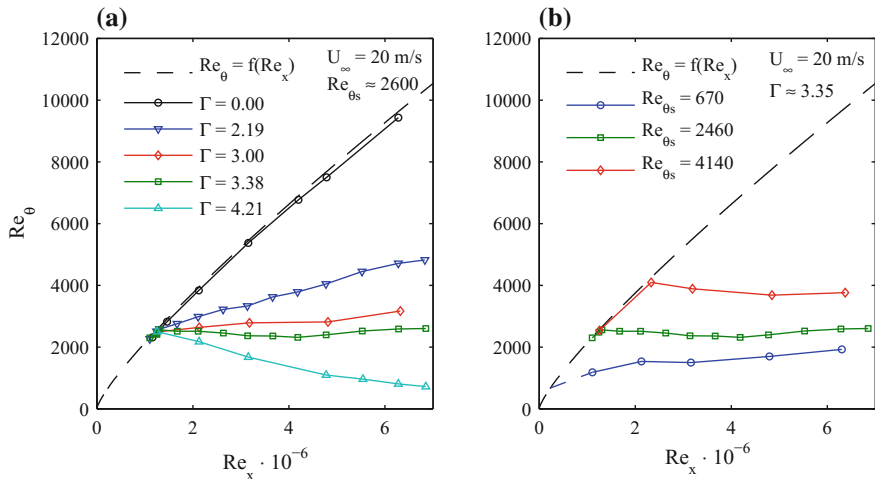 (a)
12000
10000
8000
6000
4000
2000
0
Re_θ
0
2
4
6
Re_x · 10^−6
Re_θ = f(Re_x)
Γ = 0.00
Γ = 2.19
Γ = 3.00
Γ = 3.38
Γ = 4.21
U_∞ = 20 m/s
Re_θs ≈ 2600
(b)
12000
10000
8000
6000
4000
2000
0
0
2
4
6
Re_x · 10^−6
Re_θ = f(Re_x)
Re_θs = 670
Re_θs = 2460
Re_θs = 4140
U_∞ = 20 m/s
Γ ≈ 3.35